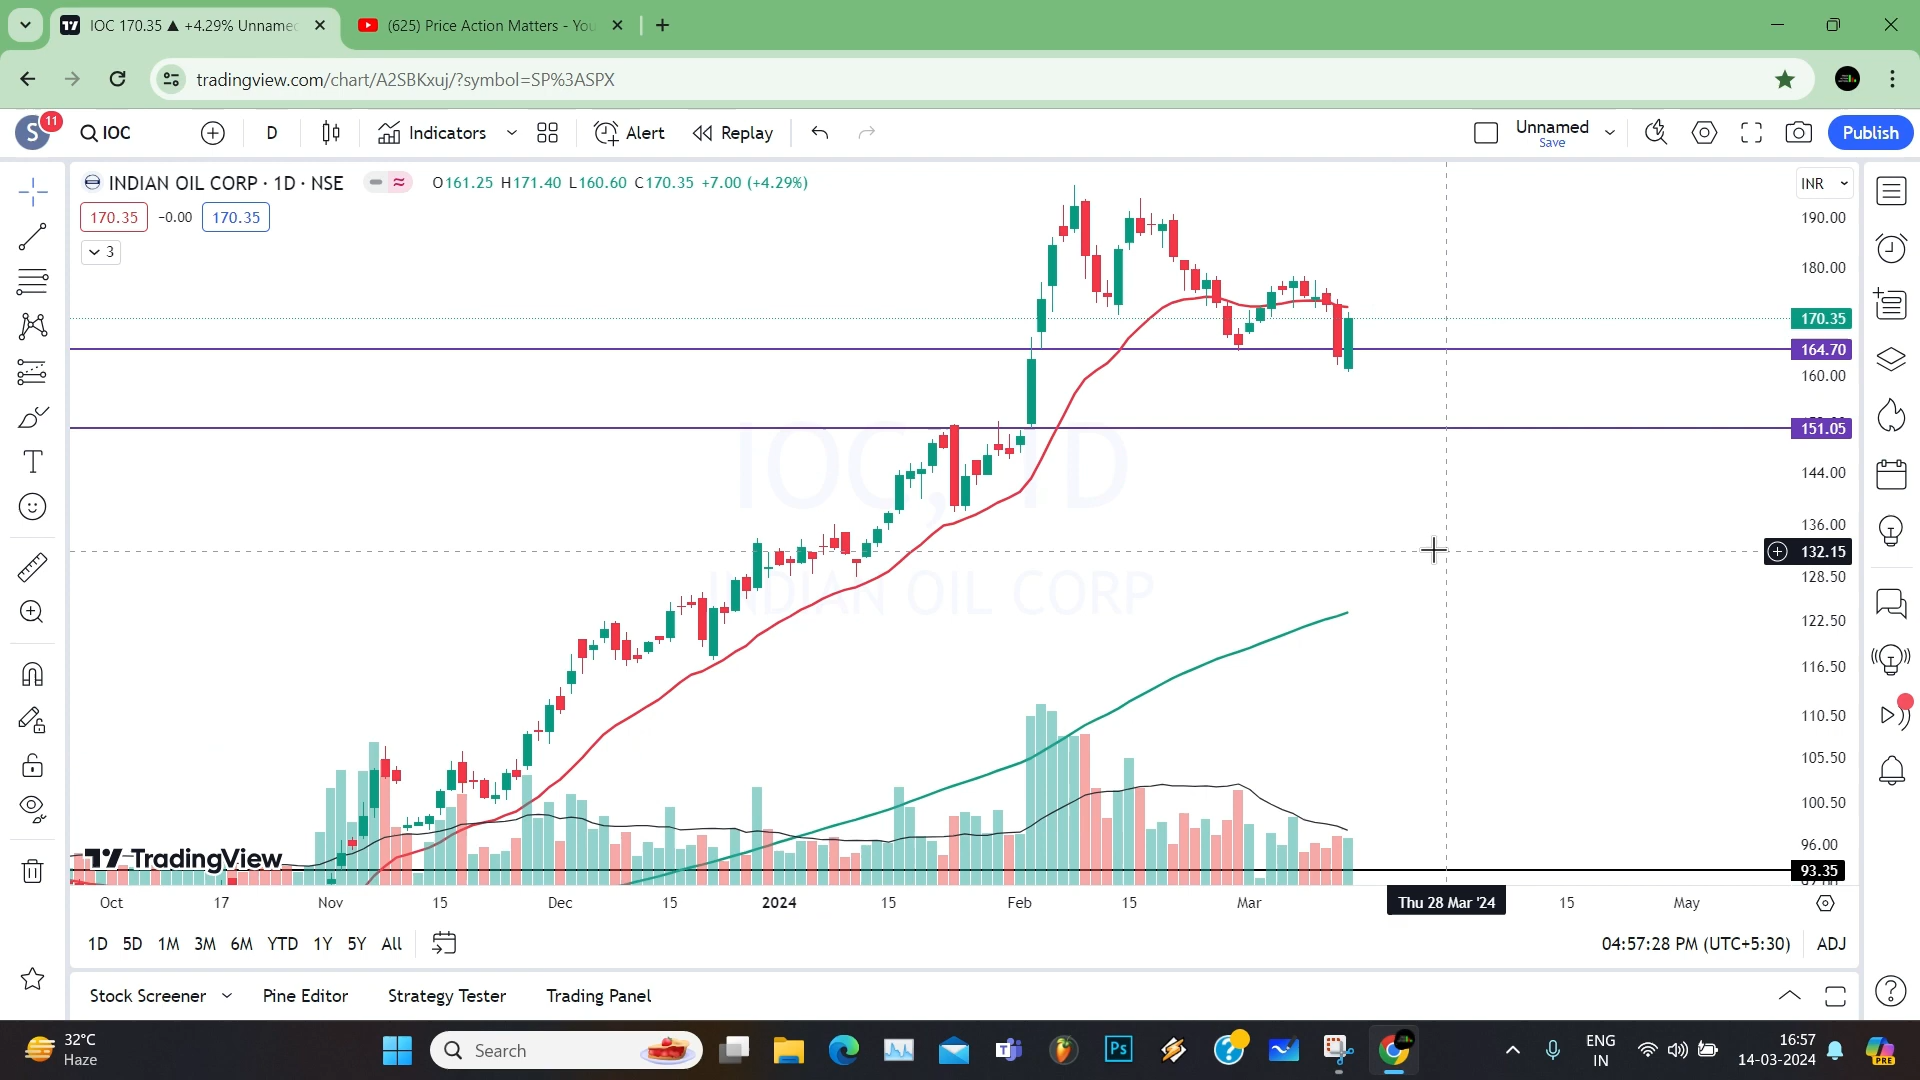 IOC 170.35 ▲ +4.29% Unname
(625) Price Action Matters - You
tradingview.com/chart/A2SBKxuj/?symbol=SP%3ASPX
S
11
IOC
D
Indicators
Alert
Replay
Unnamed
Save
Publish
INDIAN OIL CORP · 1D · NSE
O161.25 H171.40 L160.60 C170.35 +7.00 (+4.29%)
INR
170.35
−0.00
170.35
3
190.00
180.00
170.35
164.70
160.00
151.05
144.00
136.00
132.15
128.50
122.50
116.50
110.50
105.50
100.50
96.00
93.35
IOC, 1D
INDIAN OIL CORP
TradingView
Oct
17
Nov
15
Dec
15
2024
15
Feb
15
Mar
Thu 28 Mar '24
15
May
1D
5D
1M
3M
6M
YTD
1Y
5Y
All
04:57:28 PM (UTC+5:30)
ADJ
Stock Screener
Pine Editor
Strategy Tester
Trading Panel
32°C
Haze
Search
Ps
ENG
IN
16:57
14-03-2024
PRE